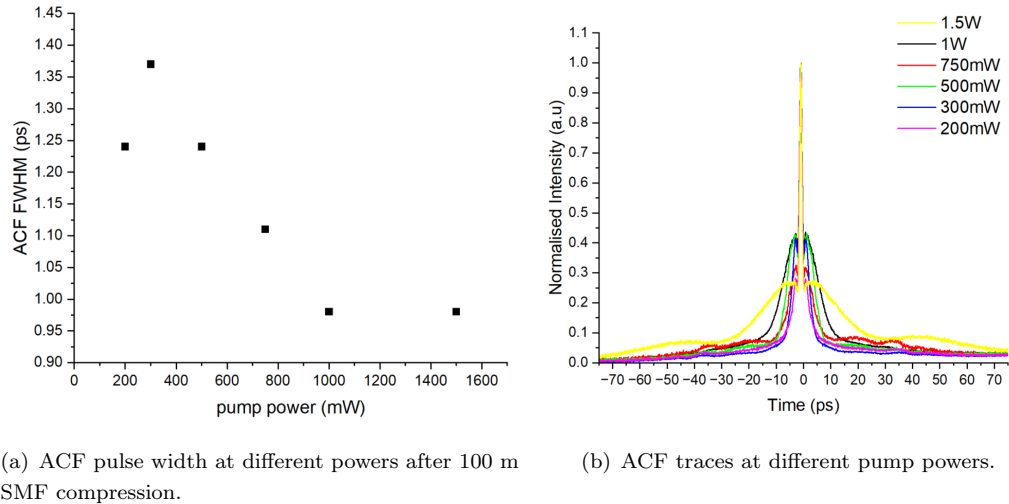 1.45
1.40
1.35
1.30
1.25
1.20
1.15
1.10
1.05
1.00
0.95
0.90
ACF FWHM (ps)
0 200 400 600 800 1000 1200 1400 1600
pump power (mW)
1.5W
1W
750mW
500mW
300mW
200mW
1.1
1.0
0.9
0.8
0.7
0.6
0.5
0.4
0.3
0.2
0.1
0.0
Normalised Intensity (a.u)
−70 −60 −50 −40 −30 −20 −10 0 10 20 30 40 50 60 70
Time (ps)
(a) ACF pulse width at different powers after 100 m
SMF compression.
(b) ACF traces at different pump powers.